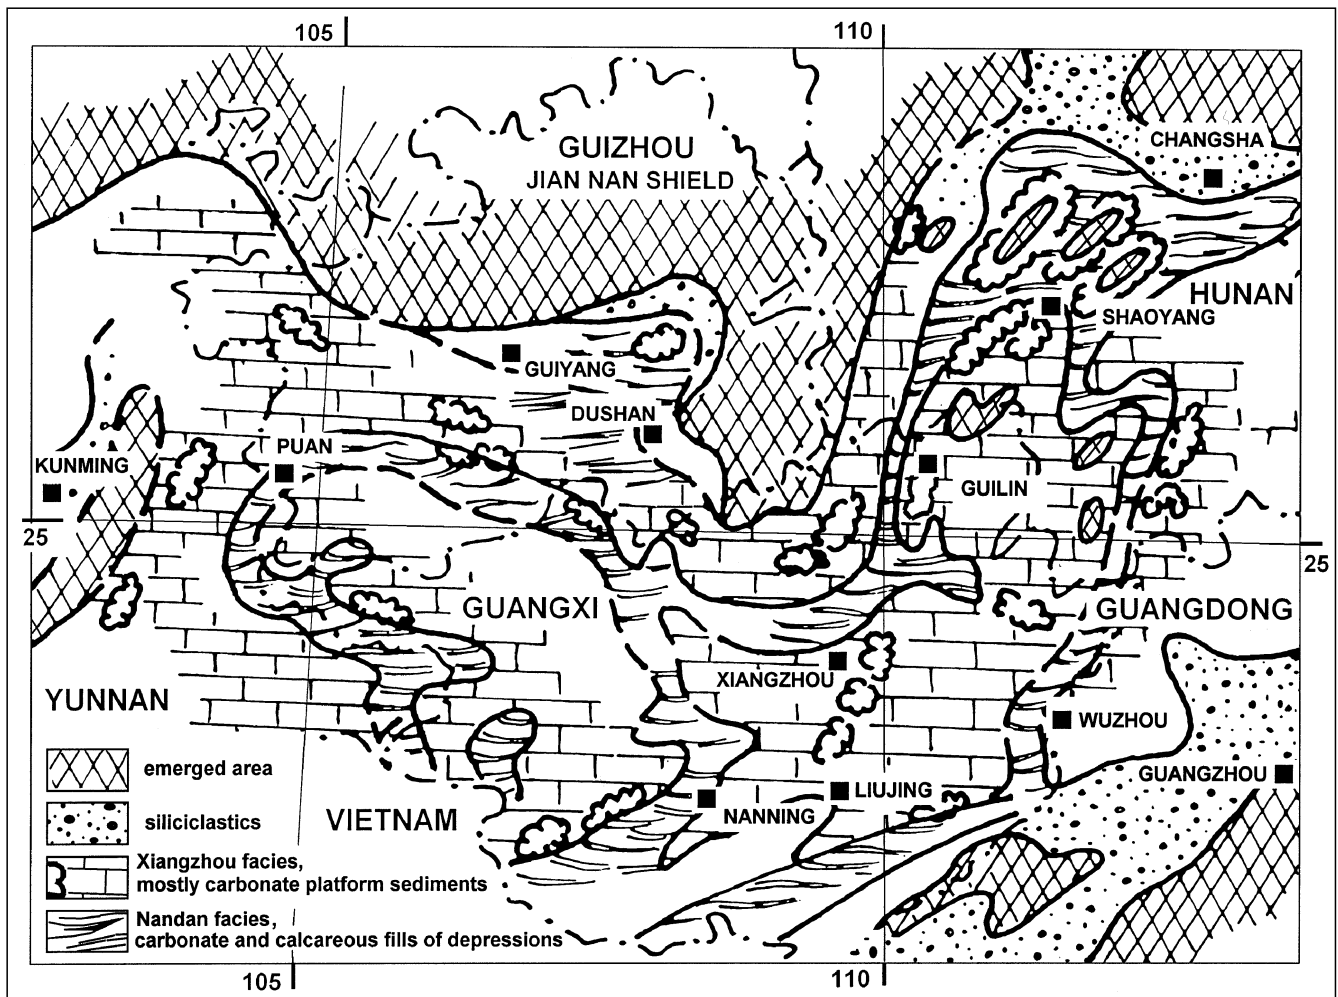 105
110
GUIZHOU
JIAN NAN SHIELD
CHANGSHA
HUNAN
SHAOYANG
GUIYANG
DUSHAN
PUAN
KUNMING
GUILIN
25
25
GUANGXI
GUANGDONG
XIANGZHOU
YUNNAN
WUZHOU
GUANGZHOU
LIUJING
NANNING
VIETNAM
emerged area
siliciclastics
Xiangzhou facies,
mostly carbonate platform sediments
Nandan facies,
carbonate and calcareous fills of depressions
105
110